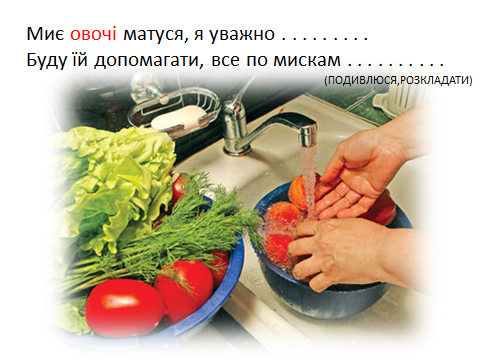 Миє овочі матуся, я уважно . . . . . . . . .
Буду їй допомагати, все по мискам . . . . . . . . . .
(ПОДИВЛЮСЯ,РОЗКЛАДАТИ)